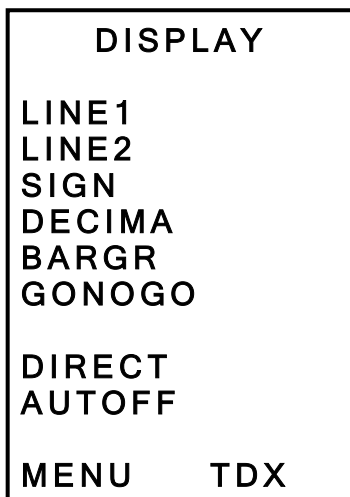 DISPLAY
LINE1
LINE2
SIGN
DECIMA
BARGR
GONOGO
DIRECT
AUTOFF
MENU TDX